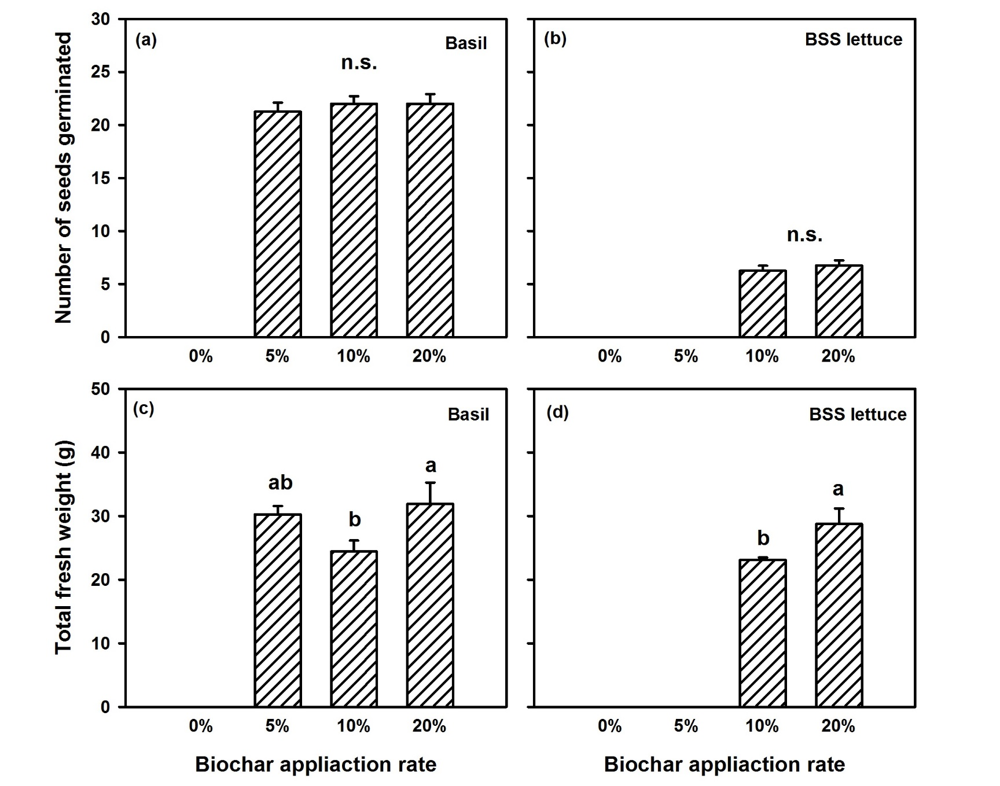 (a)
Basil
n.s.
Number of seeds germinated
30
25
20
15
10
5
0
0% 5% 10% 20%
(b)
BSS lettuce
n.s.
0% 5% 10% 20%
(c)
Basil
ab
b
a
Total fresh weight (g)
50
40
30
20
10
0
0% 5% 10% 20%
Biochar appliaction rate
(d)
BSS lettuce
b
a
0% 5% 10% 20%
Biochar appliaction rate